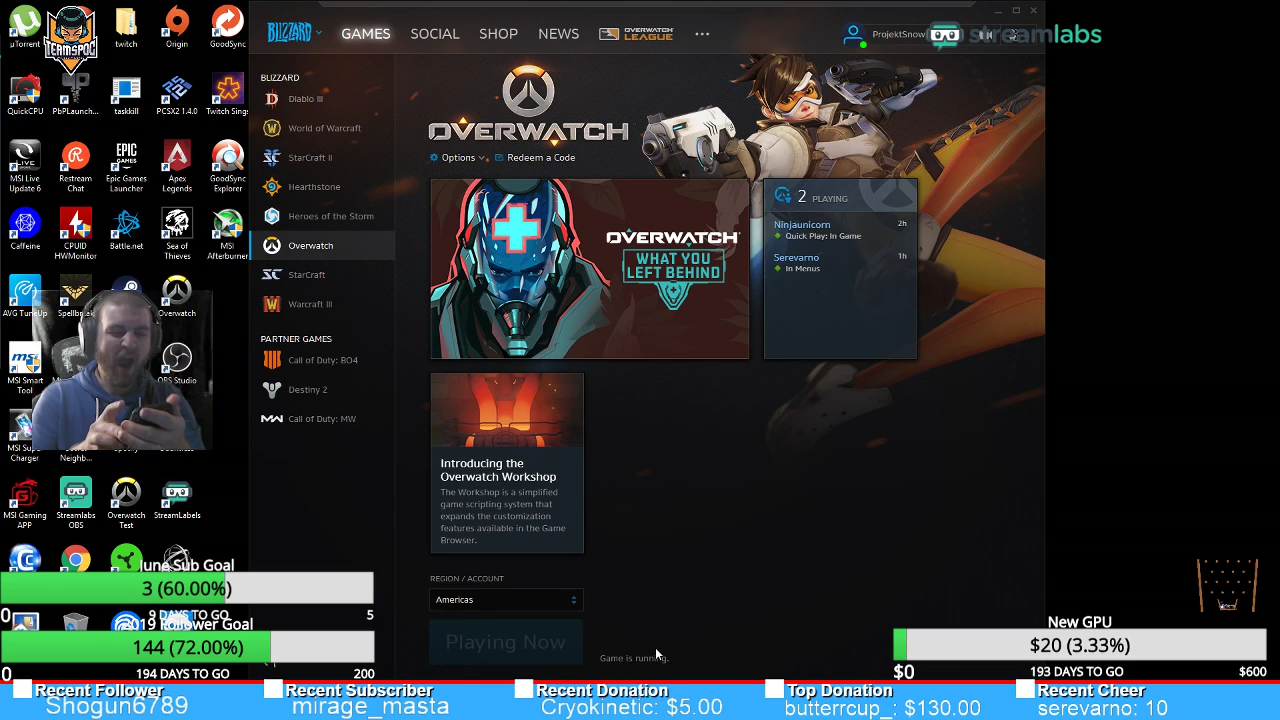 µTorrent
TEAMSPOC
twitch
Origin
GoodSync
QuickCPU
PbPLaunch...
taskkill
PCSX2 1.4.0
Twitch Sings
MSI Live Update 6
Restream Chat
Epic Games Launcher
Apex Legends
GoodSync Explorer
Caffeine
CPUID HWMonitor
Battle.net
Sea of Thieves
MSI Afterburner
AVG TuneUp
Spellbreak
Overwatch
MSI Smart Tool
OBS Studio
MSI Super Charger
Neighb...
MSI Gaming APP
Streamlabs OBS
Overwatch Test
StreamLabels
BLIZZARD
GAMES
SOCIAL
SHOP
NEWS
OVERWATCH LEAGUE
ProjektSnow
streamlabs
BLIZZARD
Diablo III
World of Warcraft
StarCraft II
Hearthstone
Heroes of the Storm
Overwatch
StarCraft
Warcraft III
PARTNER GAMES
Call of Duty: BO4
Destiny 2
Call of Duty: MW
OVERWATCH
Options
Redeem a Code
OVERWATCH
WHAT YOU
LEFT BEHIND
2 PLAYING
Ninjaunicorn 2h
Quick Play: In Game
Serevarno 1h
In Menus
Introducing the
Overwatch Workshop
The Workshop is a simplified
game scripting system that
expands the customization
features available in the Game
Browser.
REGION / ACCOUNT
Americas
Playing Now
Game is running.
June Sub Goal
3 (60.00%)
0 9 DAYS TO GO 5
2019 Follower Goal
144 (72.00%)
0 194 DAYS TO GO 200
New GPU
$20 (3.33%)
$0 193 DAYS TO GO $600
Recent Follower
Shogun6789
Recent Subscriber
mirage_masta
Recent Donation
Cryokinetic: $5.00
Top Donation
buttercup_: $130.00
Recent Cheer
serevarno: 10